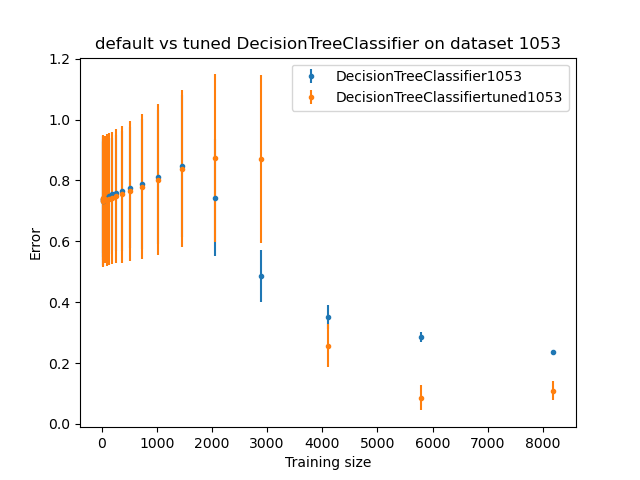 default vs tuned DecisionTreeClassifier on dataset 1053
DecisionTreeClassifier1053
DecisionTreeClassifiertuned1053
1.2
1.0
0.8
0.6
0.4
0.2
0.0
Error
0 1000 2000 3000 4000 5000 6000 7000 8000
Training size